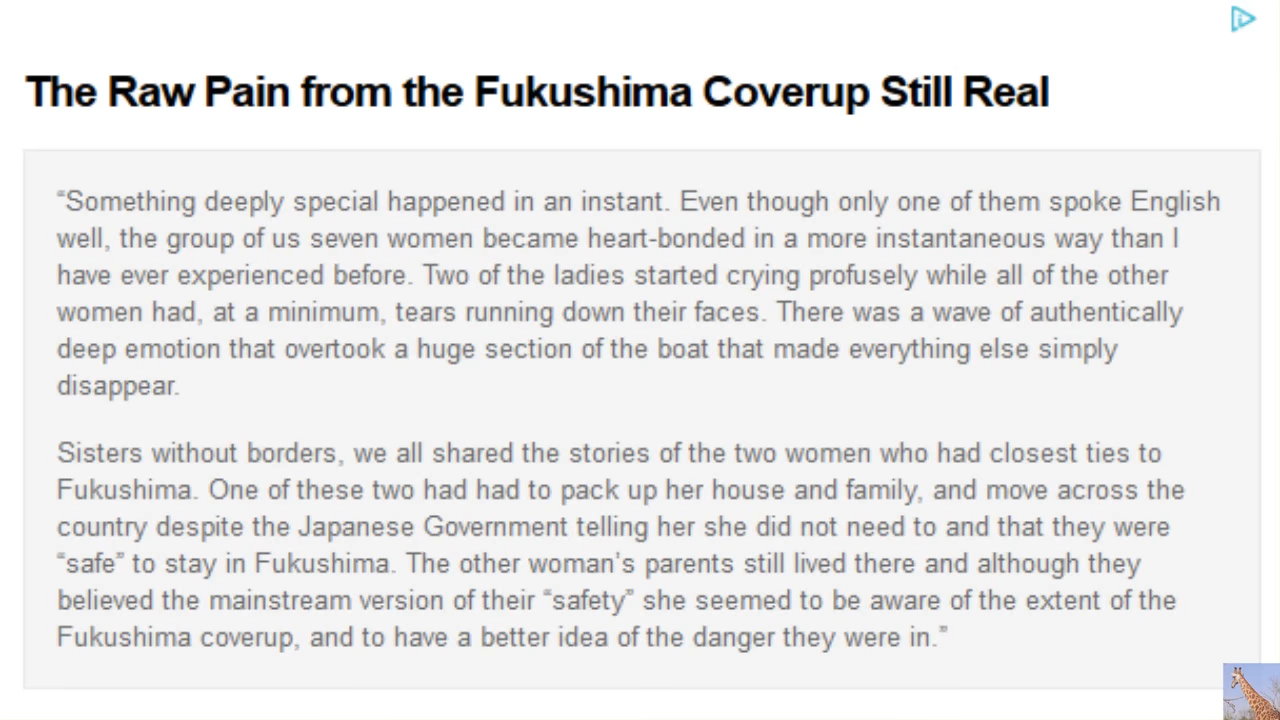 The Raw Pain from the Fukushima Coverup Still Real
“Something deeply special happened in an instant. Even though only one of them spoke English
well, the group of us seven women became heart-bonded in a more instantaneous way than I
have ever experienced before. Two of the ladies started crying profusely while all of the other
women had, at a minimum, tears running down their faces. There was a wave of authentically
deep emotion that overtook a huge section of the boat that made everything else simply
disappear.
Sisters without borders, we all shared the stories of the two women who had closest ties to
Fukushima. One of these two had had to pack up her house and family, and move across the
country despite the Japanese Government telling her she did not need to and that they were
“safe” to stay in Fukushima. The other woman’s parents still lived there and although they
believed the mainstream version of their “safety” she seemed to be aware of the extent of the
Fukushima coverup, and to have a better idea of the danger they were in.”